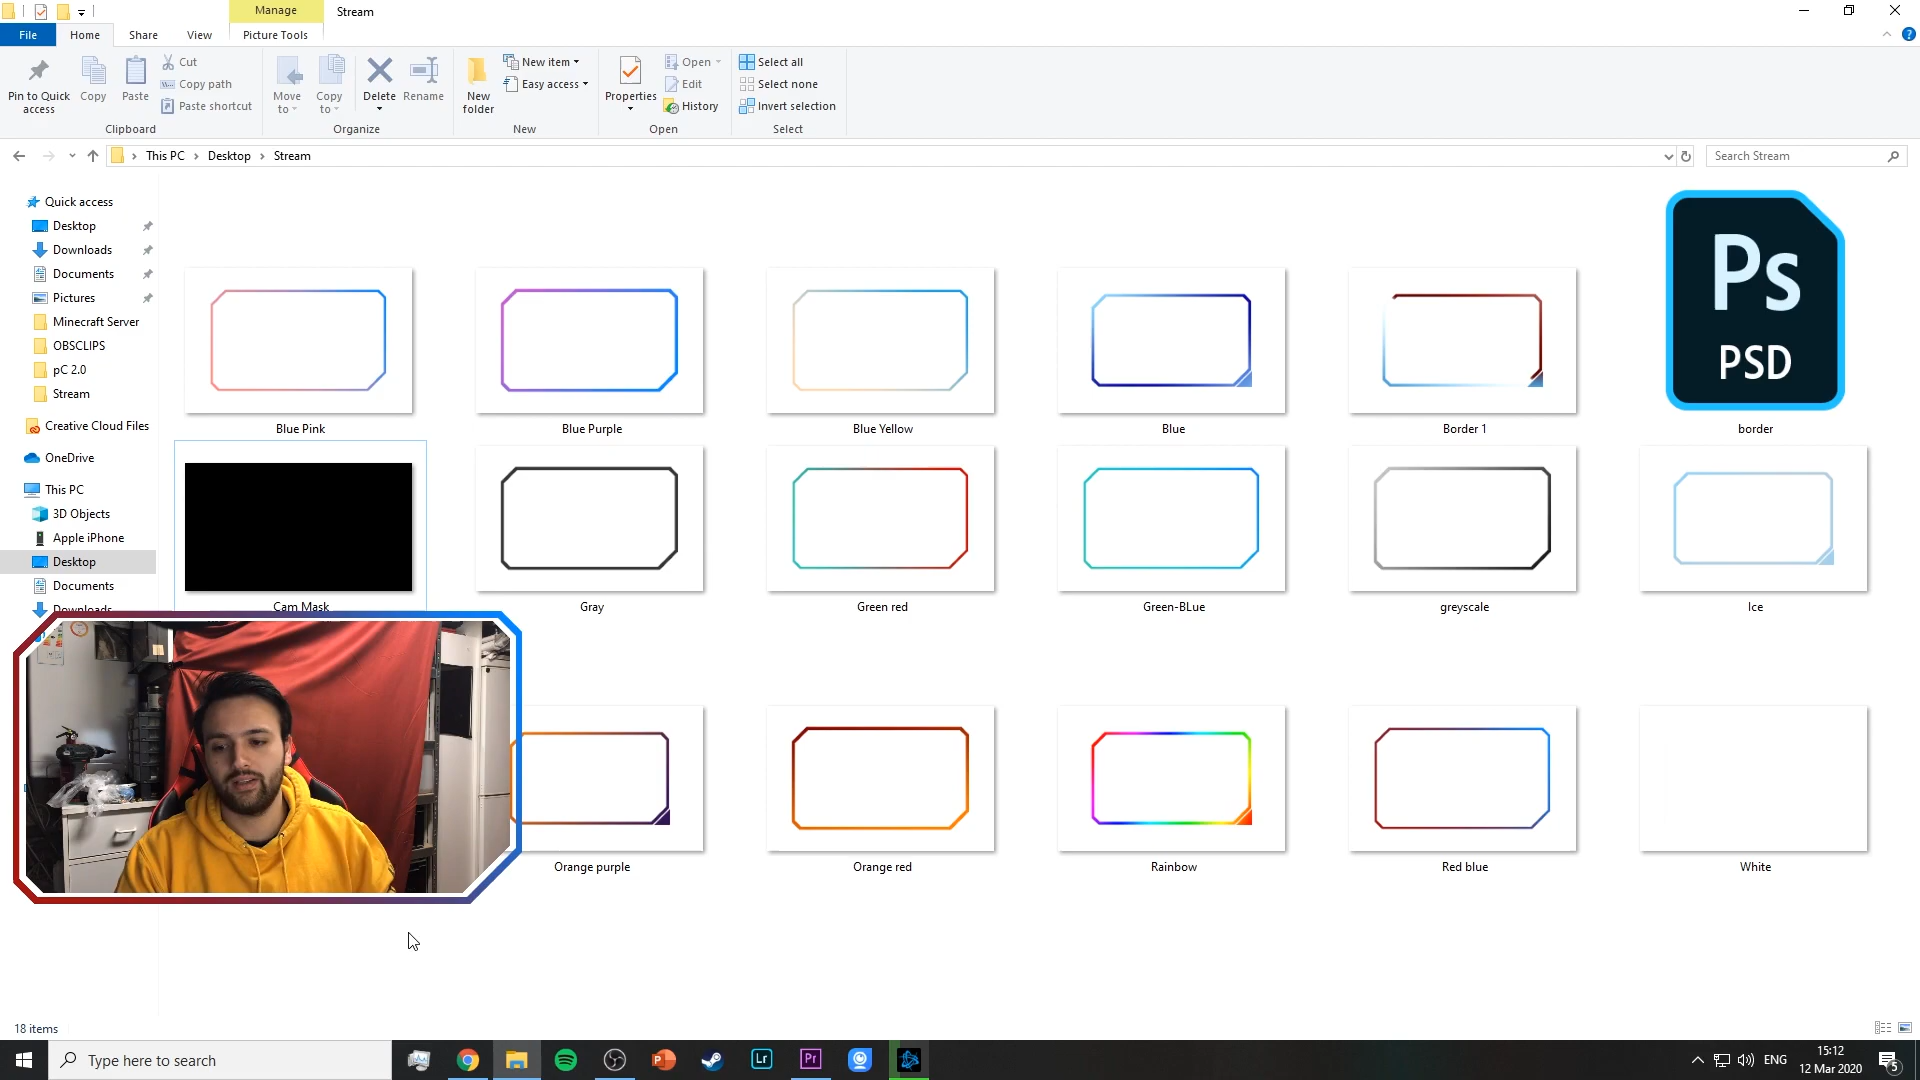 Manage
Stream
File
Home
Share
View
Picture Tools
Pin to Quick access
Copy
Paste
Cut
Copy path
Paste shortcut
Clipboard
Move to
Copy to
Delete
Rename
Organize
New folder
New item
Easy access
New
Properties
Open
Edit
History
Open
Select all
Select none
Invert selection
Select
This PC
Desktop
Stream
Search Stream
Quick access
Desktop
Downloads
Documents
Pictures
Minecraft Server
OBSCLIPS
pC 2.0
Stream
Creative Cloud Files
OneDrive
This PC
3D Objects
Apple iPhone
Desktop
Documents
Downloads
Ps
PSD
Blue Pink
Blue Purple
Blue Yellow
Blue
Border 1
border
Cam Mask
Gray
Green red
Green-BLue
greyscale
Ice
Orange purple
Orange red
Rainbow
Red blue
White
18 items
Type here to search
Lr
Pr
ENG
15:12
12 Mar 2020
5